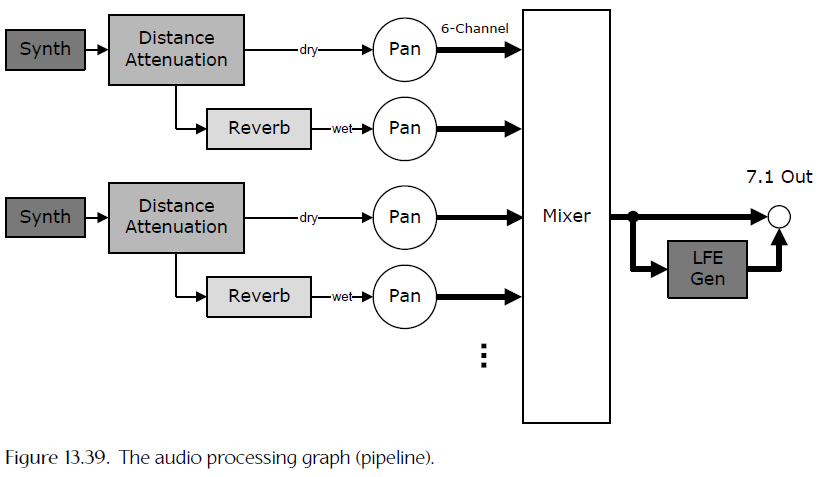 6-Channel
Synth
Distance
Attenuation
dry
Pan
Reverb
wet
Pan
7.1 Out
Synth
Distance
Attenuation
dry
Pan
Mixer
LFE
Gen
Reverb
wet
Pan
Figure 13.39. The audio processing graph (pipeline).